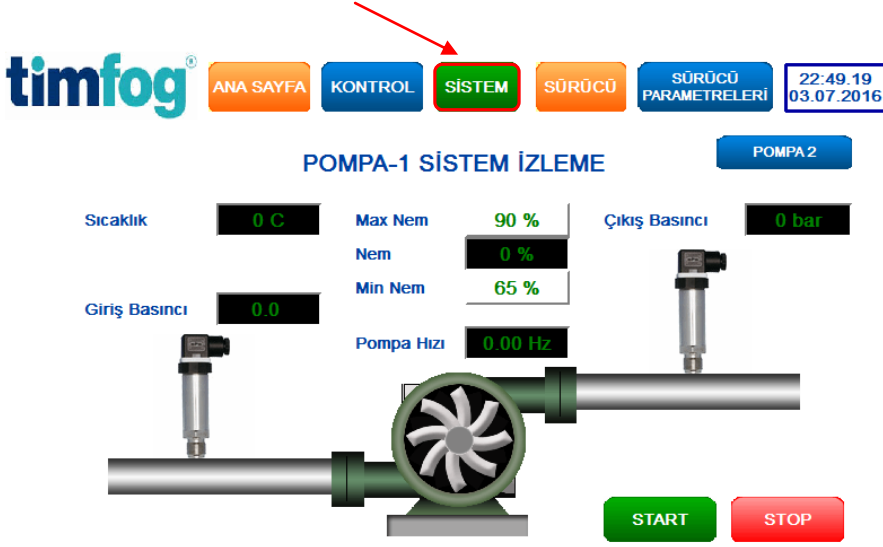 timfog®
ANA SAYFA
KONTROL
SİSTEM
SÜRÜCÜ
SÜRÜCÜ
PARAMETRELERİ
22:49.19
03.07.2016
POMPA-1 SİSTEM İZLEME
POMPA 2
Sıcaklık 0 C
Max Nem 90 %
Çıkış Basıncı 0 bar
Nem 0 %
Min Nem 65 %
Giriş Basıncı 0.0
Pompa Hızı 0.00 Hz
START
STOP